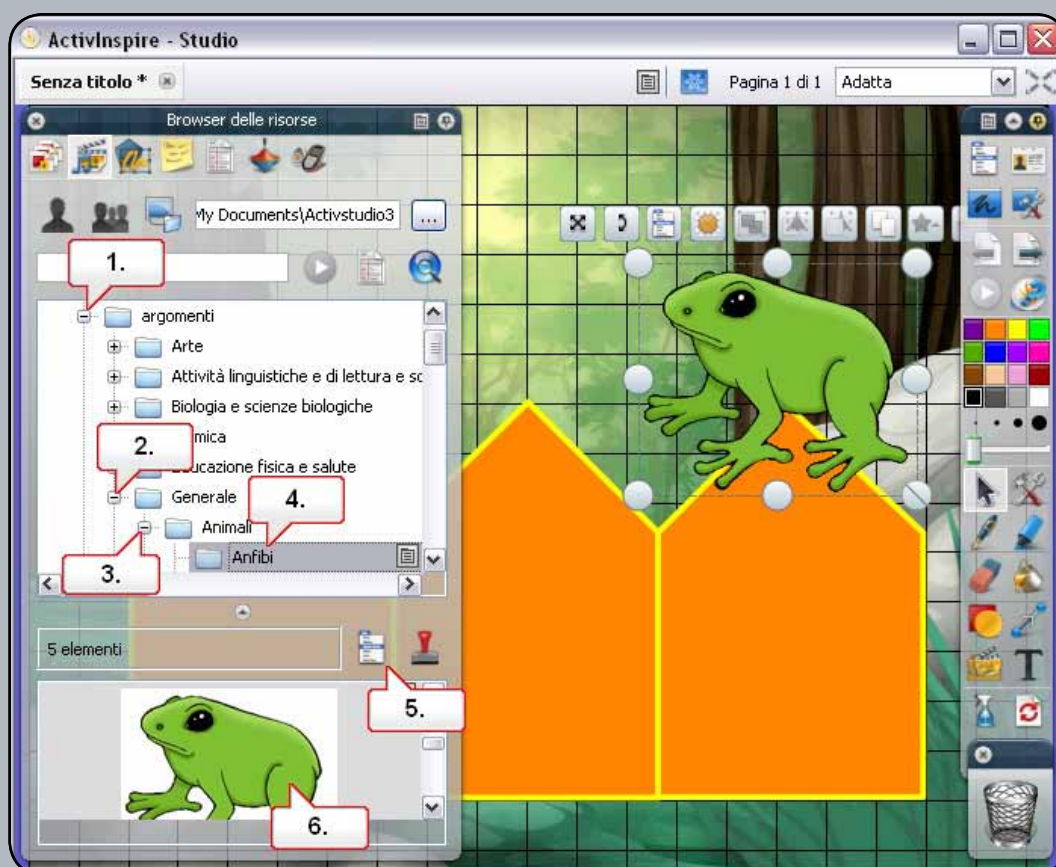 ActivInspire - Studio
Senza titolo *
Pagina 1 di 1
Adatta
Browser delle risorse
My Documents\Activstudio3
...
1.
argomenti
Arte
Attività linguistiche e di lettura e sc
Biologia e scienze biologiche
mica
2.
ducazione fisica e salute
Generale
4.
Animali
Anfibi
3.
5 elementi
5.
6.
T